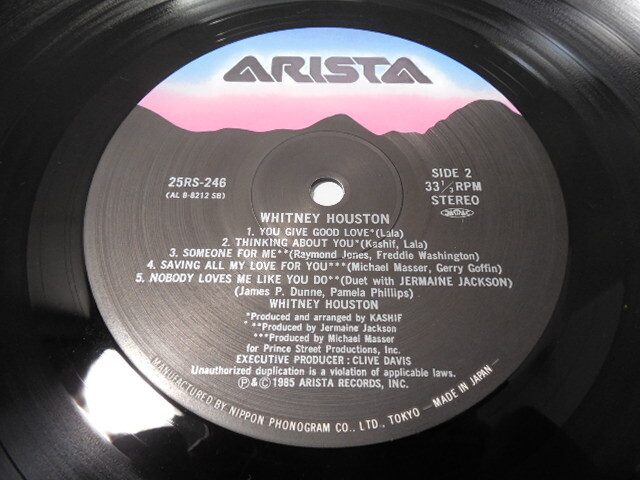 ARISTA
25RS-246
(AL 8-8212 SB)
SIDE 2
33 1/3 RPM
STEREO
WHITNEY HOUSTON
1. YOU GIVE GOOD LOVE*(Lala)
2. THINKING ABOUT YOU*(Kashif, Lala)
3. SOMEONE FOR ME**(Raymond Jones, Freddie Washington)
4. SAVING ALL MY LOVE FOR YOU***(Michael Masser, Gerry Goffin)
5. NOBODY LOVES ME LIKE YOU DO**(Duet with JERMAINE JACKSON)
(James P. Dunne, Pamela Phillips)
WHITNEY HOUSTON
*Produced and arranged by KASHIF
**Produced by Jermaine Jackson
***Produced by Michael Masser
for Prince Street Productions, Inc.
EXECUTIVE PRODUCER : CLIVE DAVIS
Unauthorized duplication is a violation of applicable laws.
℗&© 1985 ARISTA RECORDS, INC.
MANUFACTURED BY NIPPON PHONOGRAM CO., LTD., TOKYO —MADE IN JAPAN—